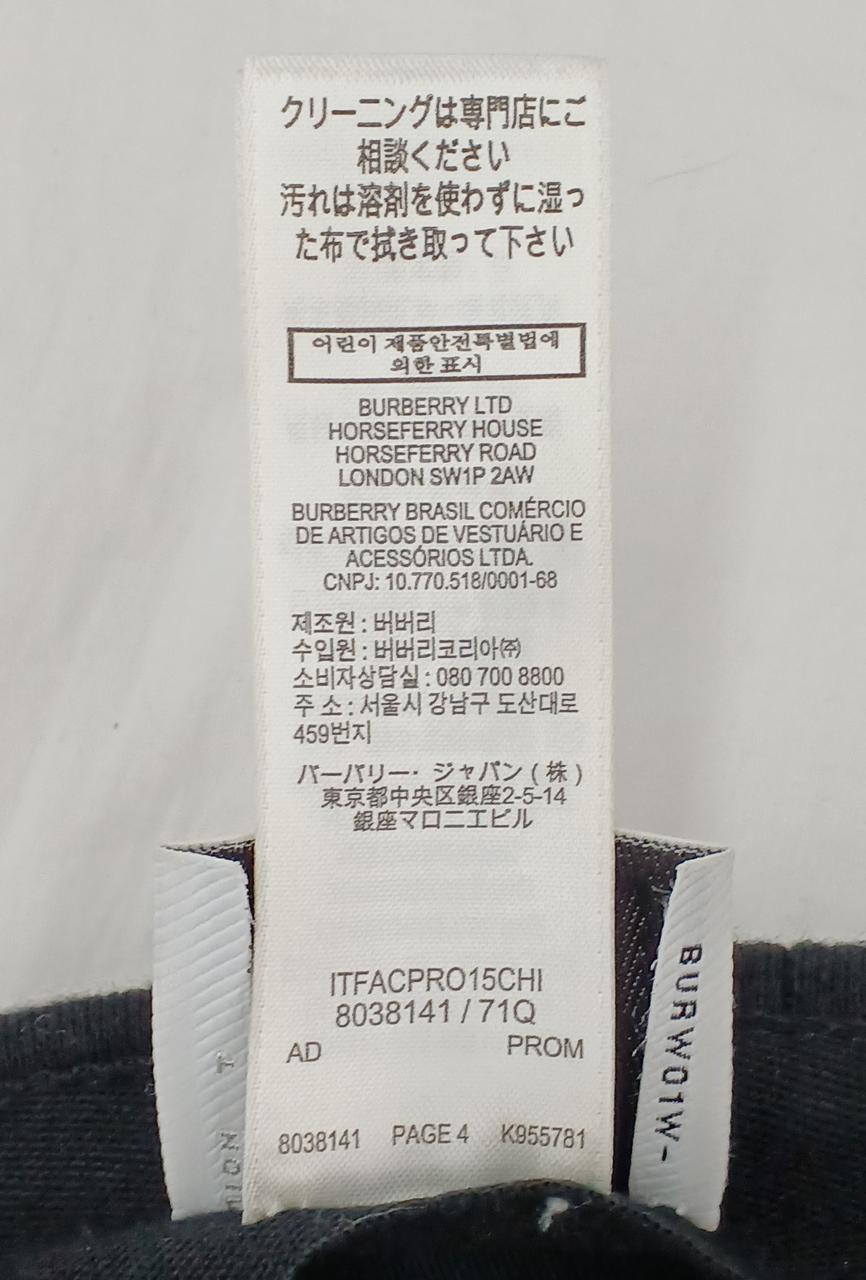 クリーニングは専門店にご
相談ください
汚れは溶剤を使わずに湿っ
た布で拭き取って下さい
어린이 제품안전특별법에
의한 표시
BURBERRY LTD
HORSEFERRY HOUSE
HORSEFERRY ROAD
LONDON SW1P 2AW
BURBERRY BRASIL COMÉRCIO
DE ARTIGOS DE VESTUÁRIO E
ACESSÓRIOS LTDA.
CNPJ: 10.770.518/0001-68
제조원 : 버버리
수입원 : 버버리코리아㈜
소비자상담실 : 080 700 8800
주 소 : 서울시 강남구 도산대로
459번지
バーバリー· ジャパン ( 株 )
東京都中央区銀座2-5-14
銀座マロニエビル
ITFACPRO15CHI
8038141 / 71Q
AD PROM
8038141 PAGE 4 K955781
BURW01W-